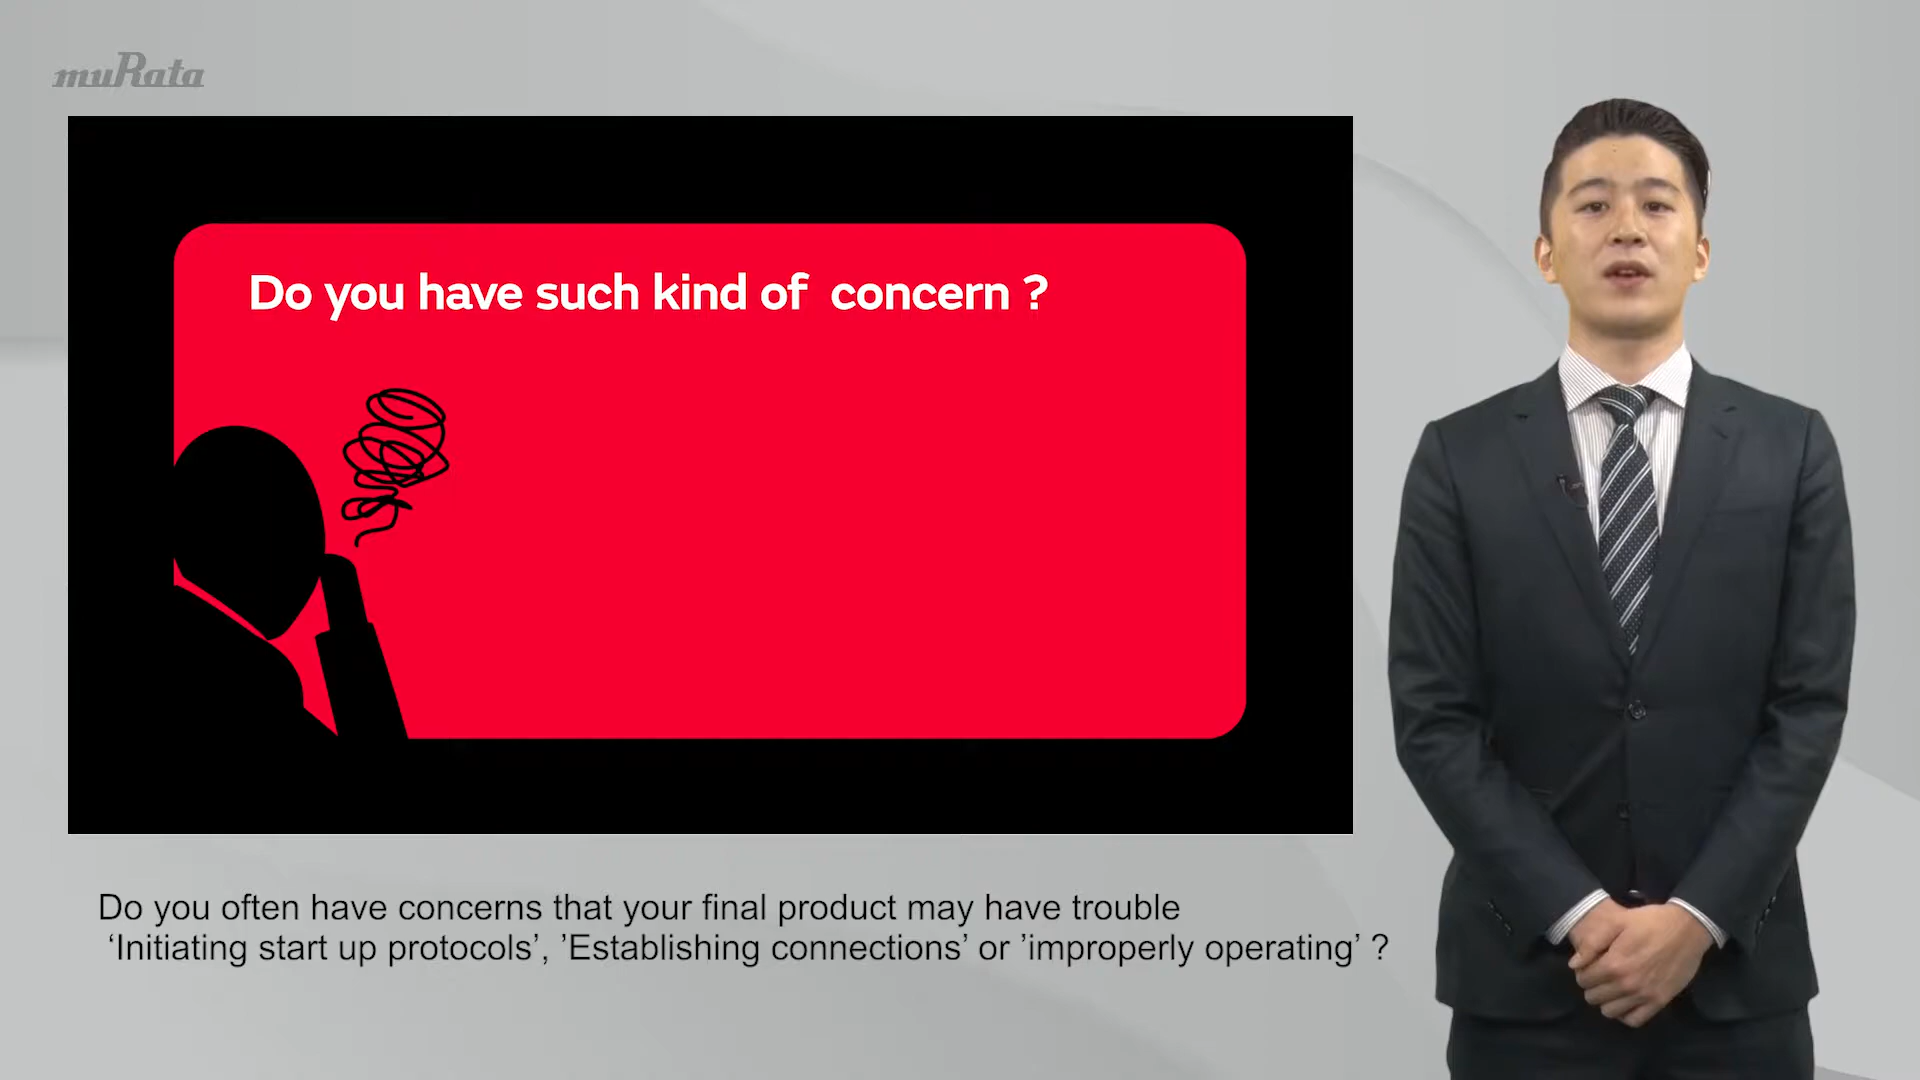 muRata
Do you have such kind of  concern ?
Do you often have concerns that your final product may have trouble
‘Initiating start up protocols’, ’Establishing connections’ or ’improperly operating’ ?